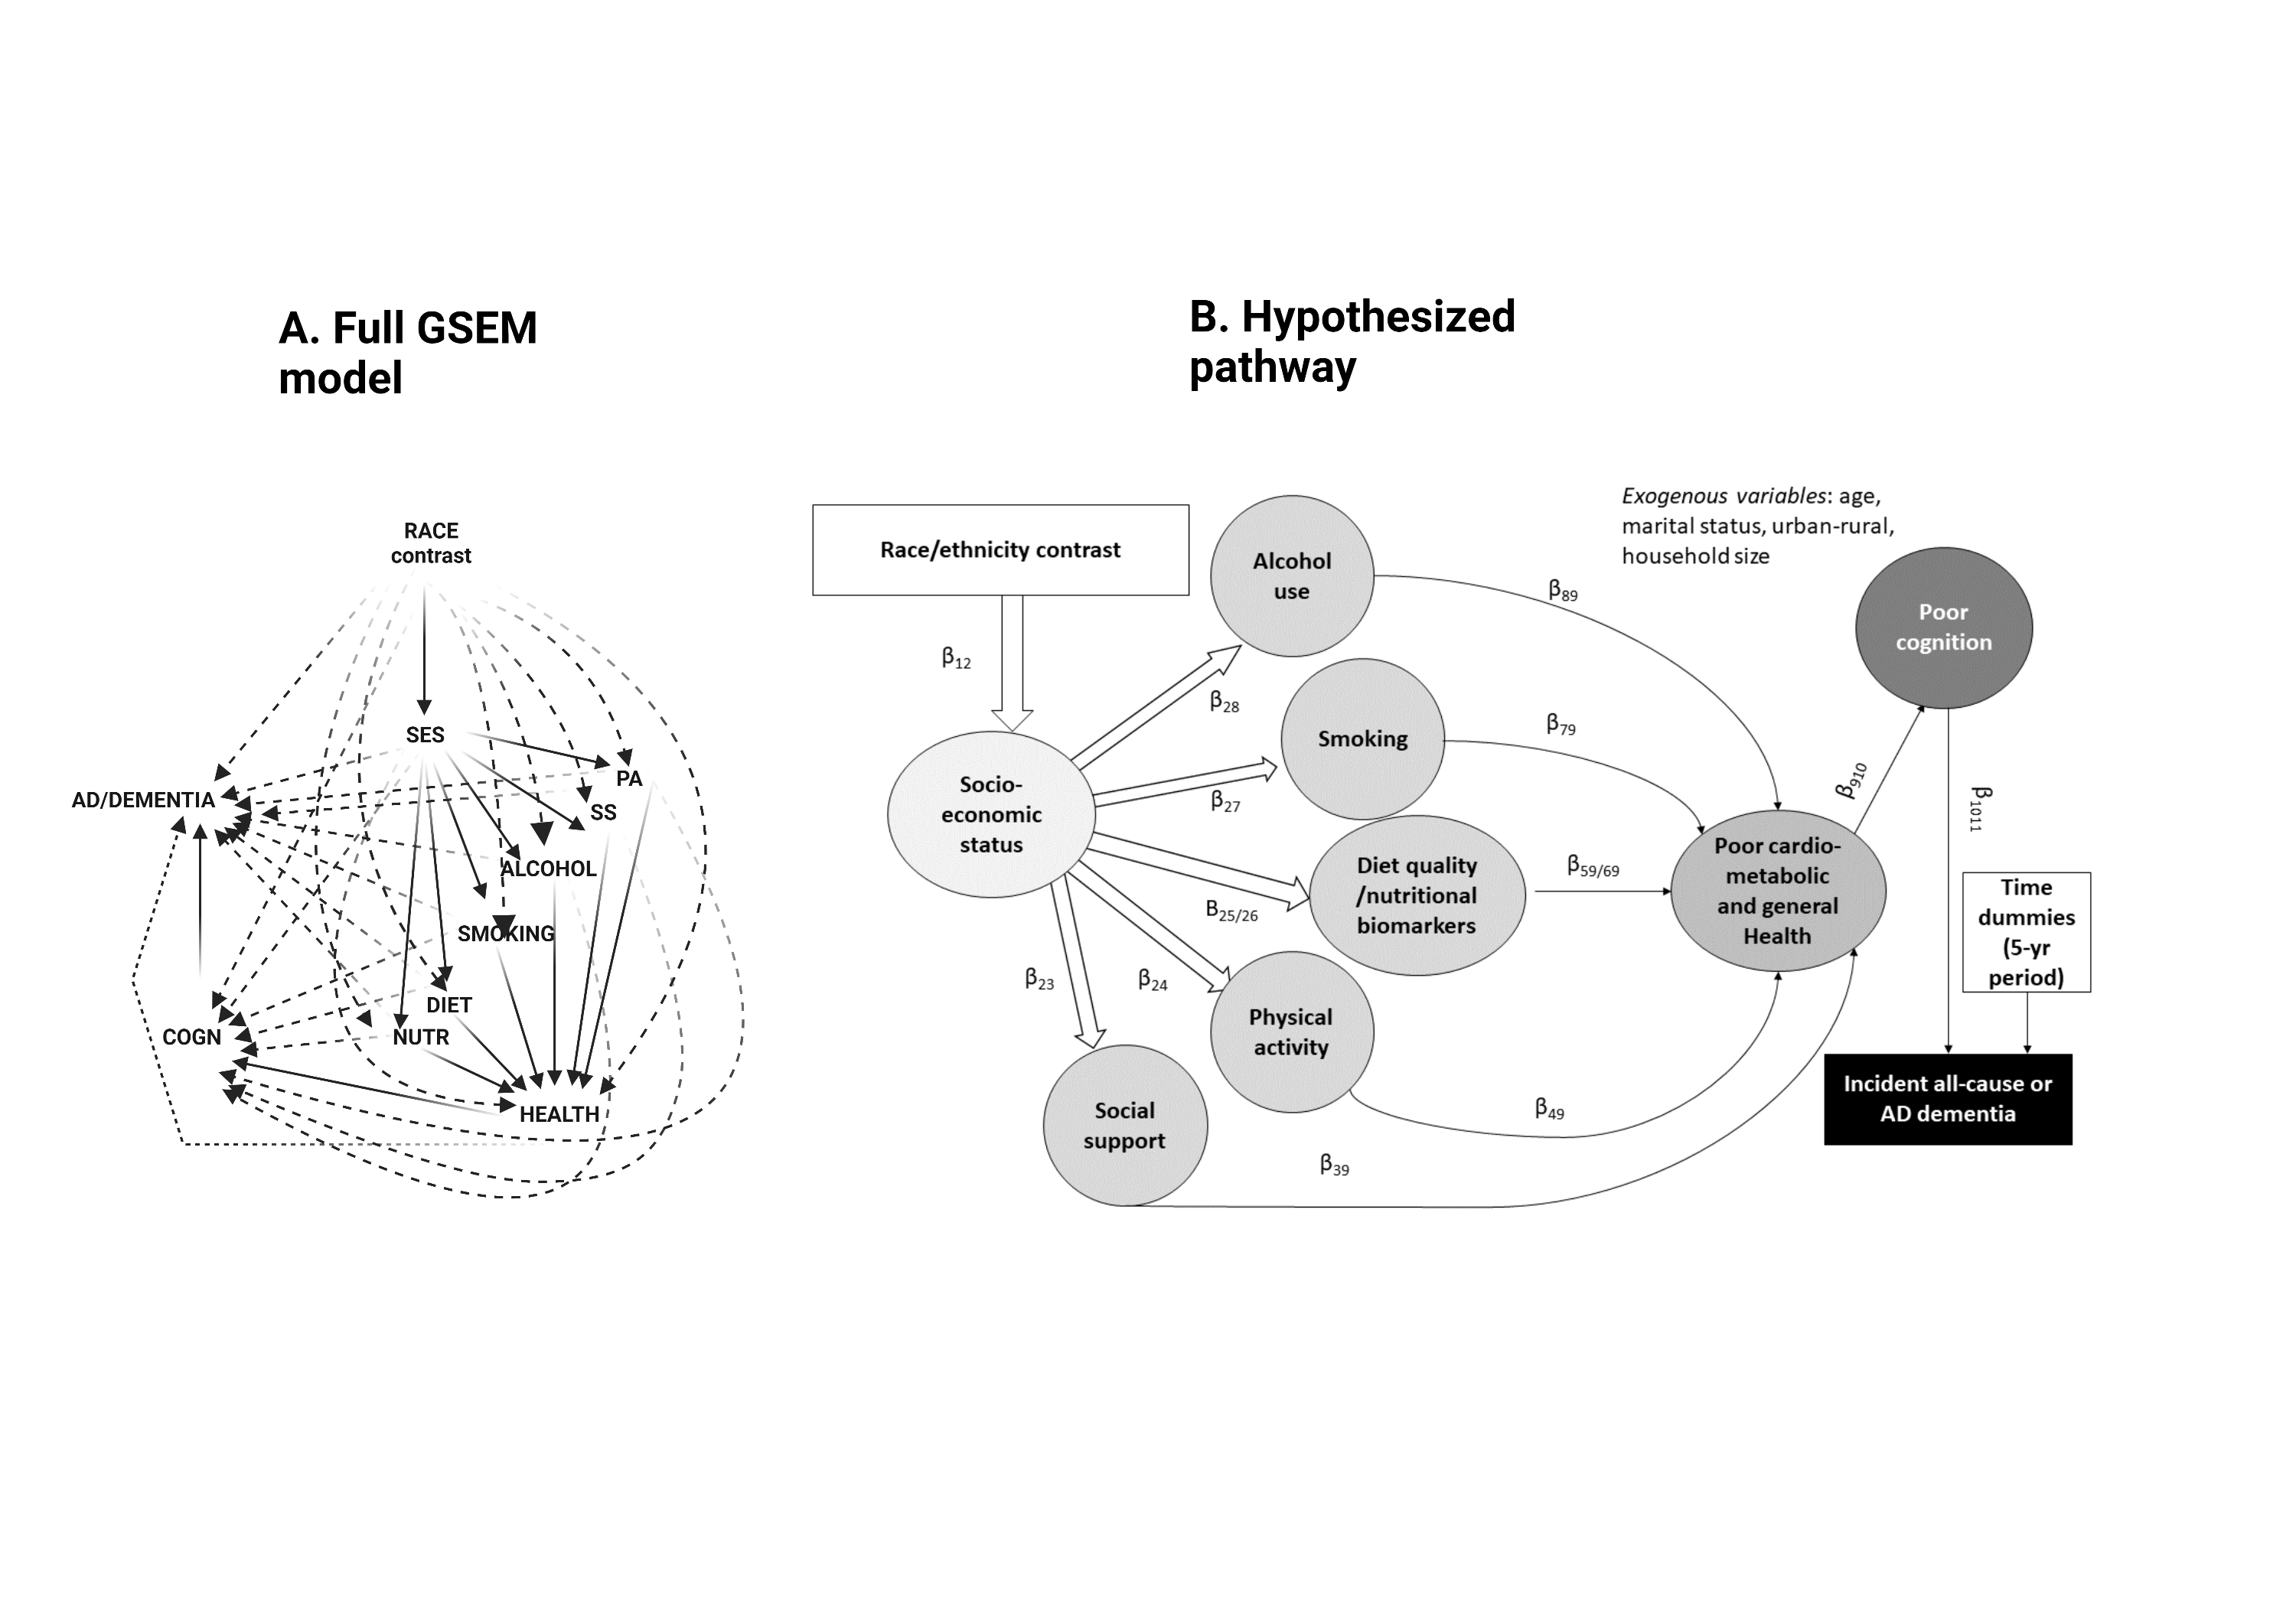 A. Full GSEM
model
RACE
contrast
SES
PA
AD/DEMENTIA
SS
ALCOHOL
SMOKING
DIET
COGN
NUTR
HEALTH
B. Hypothesized
pathway
Exogenous variables: age,
marital status, urban-rural,
household size
Race/ethnicity contrast
Alcohol
use
β89
Poor
cognition
β12
β28
Smoking
β79
Socio-
economic
status
β27
β910
β1011
Diet quality
/nutritional
biomarkers
β59/69
Poor cardio-
metabolic
and general
Health
B25/26
Time
dummies
(5-yr
period)
β23
β24
Physical
activity
Social
support
β49
β39
Incident all-cause or
AD dementia